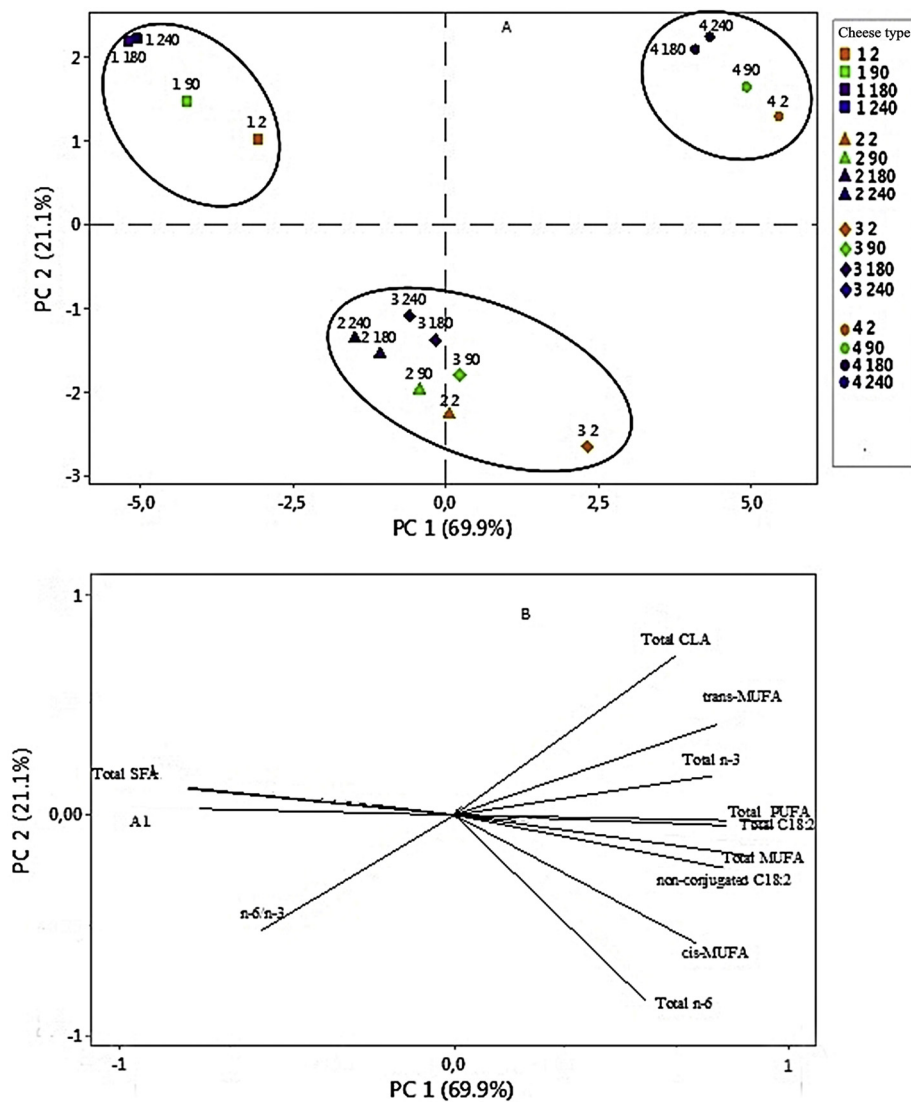 A
Cheese type
1 2
1 90
1 180
1 240
2 2
2 90
2 180
2 240
3 2
3 90
3 180
3 240
4 2
4 90
4 180
4 240
2
1
0
-1
-2
-3
PC 2 (21.1%)
1 240
1 180
1 90
1 2
4 240
4 180
4 90
4 2
3 240
2 240
3 180
2 180
3 90
2 90
2 2
3 2
-5,0
-2,5
0,0
2,5
5,0
PC 1 (69.9%)
B
1
0,00
-1
PC 2 (21.1%)
Total CLA
trans-MUFA
Total n-3
Total SFA
Total PUFA
A1
Total C18:2
Total MUFA
non-conjugated C18:2
n-6/n-3
cis-MUFA
Total n-6
-1
0,0
1
PC 1 (69.9%)